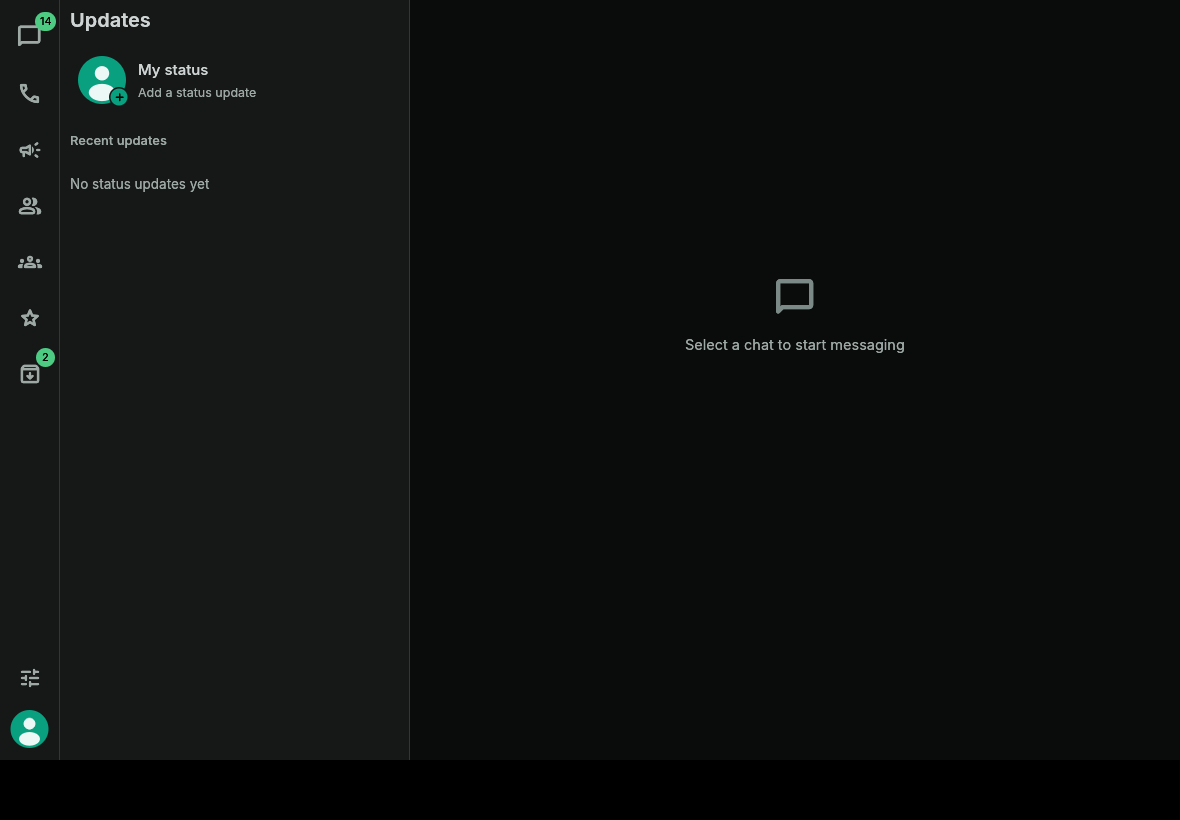 14
Updates
My status
Add a status update
Recent updates
No status updates yet
2
Select a chat to start messaging